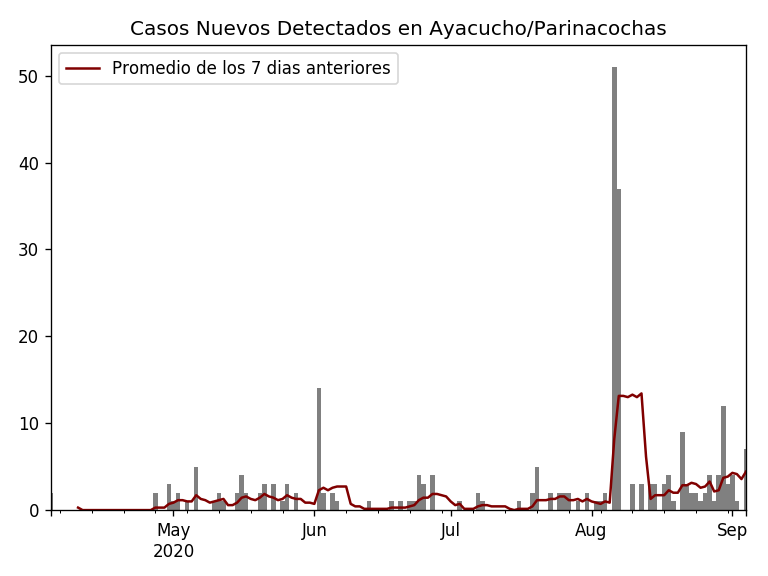 Casos Nuevos Detectados en Ayacucho/Parinacochas
Promedio de los 7 dias anteriores
50
40
30
20
10
0
May Jun Jul Aug Sep
2020